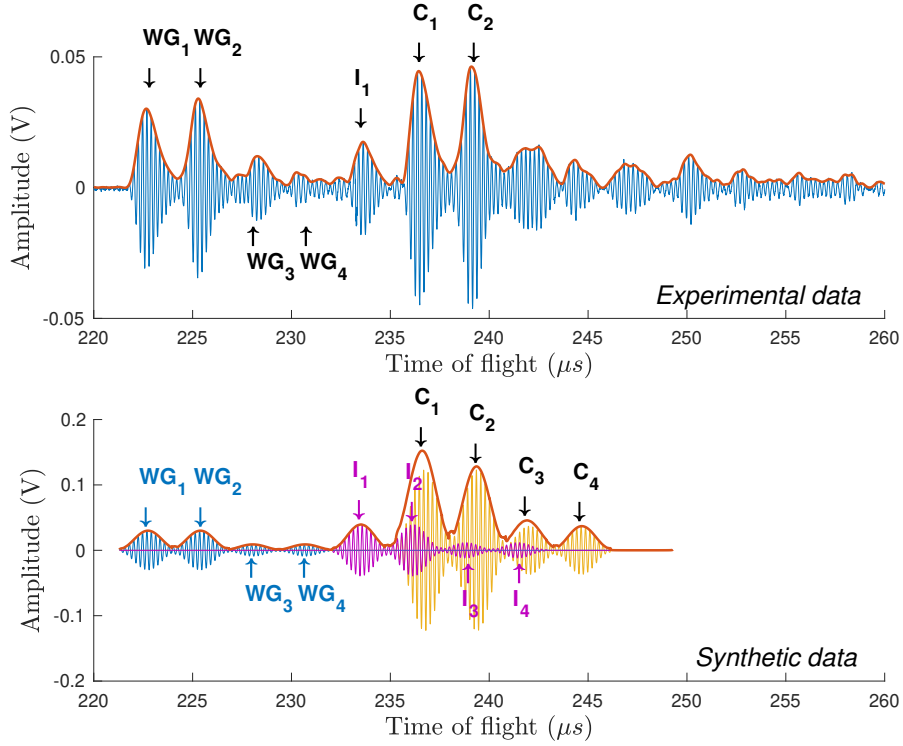 C₁ C₂
WG₁ WG₂
I₁
0.05
0
-0.05
Amplitude (V)
WG₃ WG₄
Experimental data
220 225 230 235 240 245 250 255 260
Time of flight (μs)
C₁ C₂
0.2
C₃ C₄
WG₁ WG₂ I₁ I₂
0.1
0
-0.1
-0.2
Amplitude (V)
WG₃ WG₄ I₃ I₄
Synthetic data
220 225 230 235 240 245 250 255 260
Time of flight (μs)